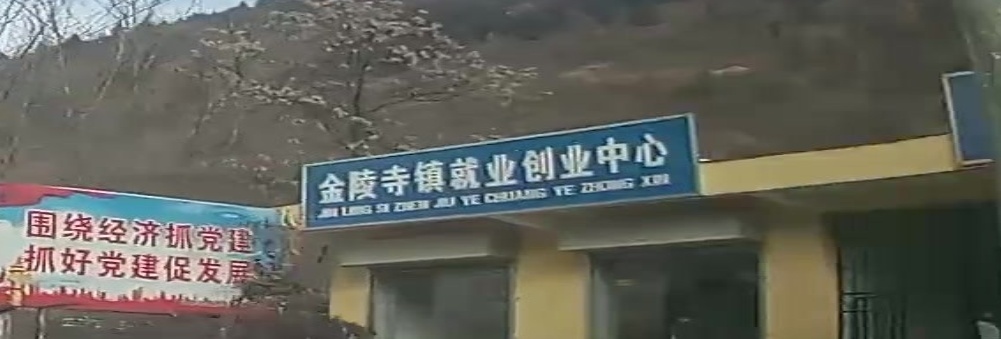 金陵寺镇就业创业中心
JIN LING SI ZHEN JIU YE CHUANG YE ZHONG XIN
围绕经济抓党建
抓好党建促发展